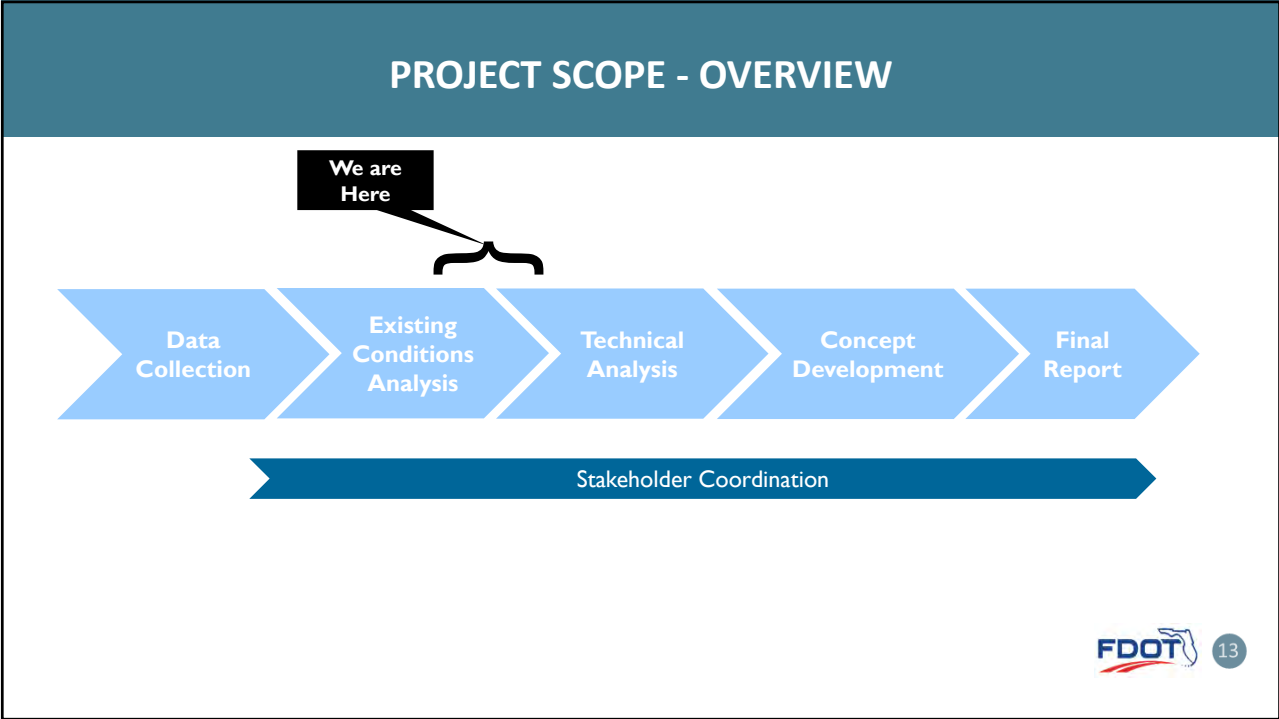 PROJECT SCOPE - OVERVIEW
We are
Here
Data
Collection
Existing
Conditions
Analysis
Technical
Analysis
Concept
Development
Final
Report
Stakeholder Coordination
FDOT
13